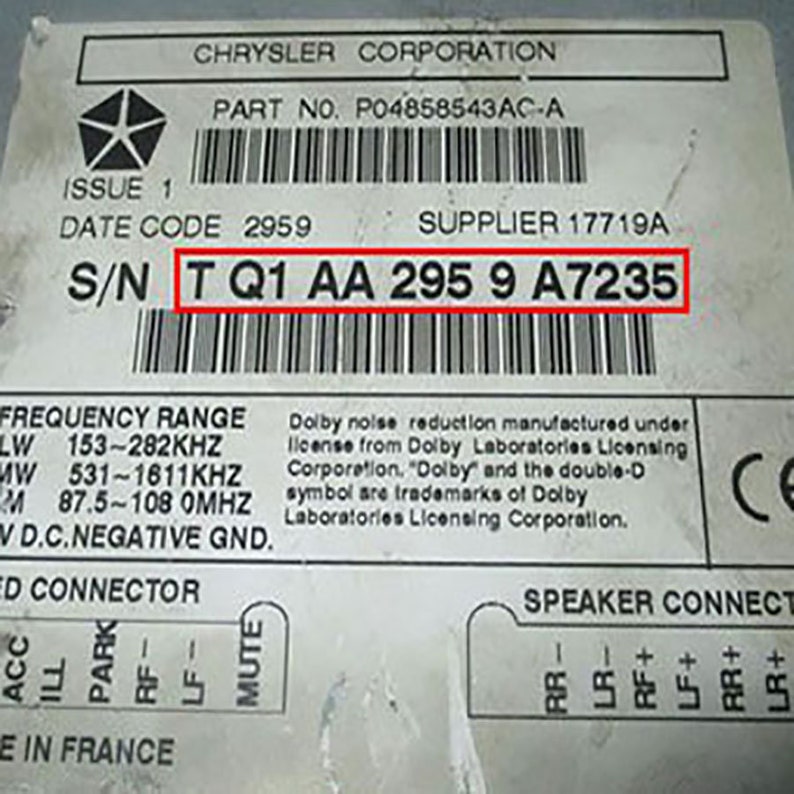 CHRYSLER CORPORATION
PART NO. P04858543AC-A
ISSUE 1
DATE CODE 2959 SUPPLIER 17719A
S/N T Q1 AA 295 9 A7235
FREQUENCY RANGE
LW 153~282KHZ
MW 531~1611KHZ
M 87.5~108 0MHZ
V D.C.NEGATIVE GND.
Dolby noise reduction manufactured under
license from Dolby Laboratories Licensing
Corporation. "Dolby" and the double-D
symbol are trademarks of Dolby
Laboratories Licensing Corporation.
CE
ED CONNECTOR
ACC ILL PARK RF- LF- MUTE
SPEAKER CONNECT
RR- LR- RF+ LF+ RR+ LR+
E IN FRANCE